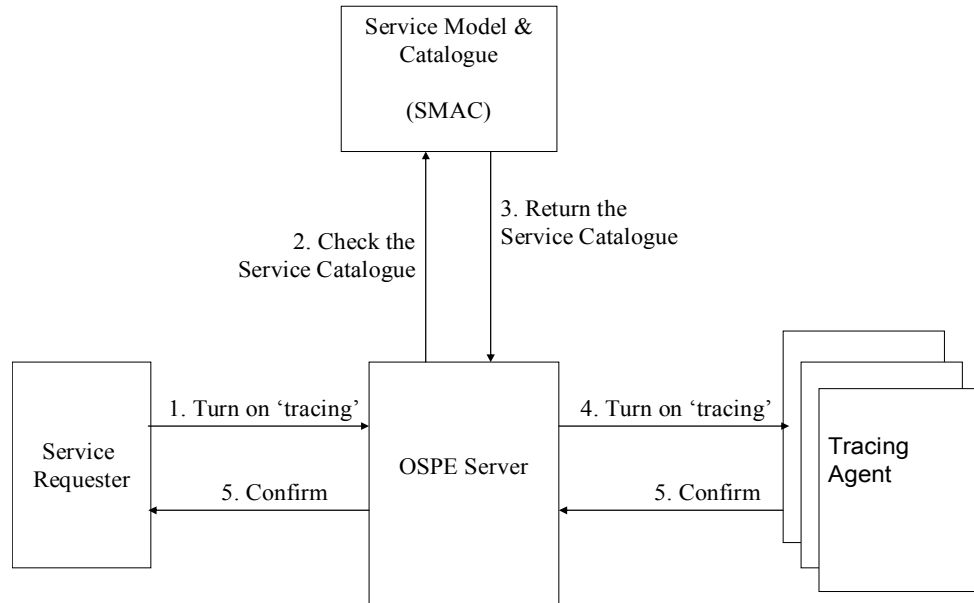 Service Model &
Catalogue
(SMAC)
3. Return the
Service Catalogue
2. Check the
Service Catalogue
1. Turn on ‘tracing’
4. Turn on ‘tracing’
Service
Requester
OSPE Server
Tracing
Agent
5. Confirm
5. Confirm